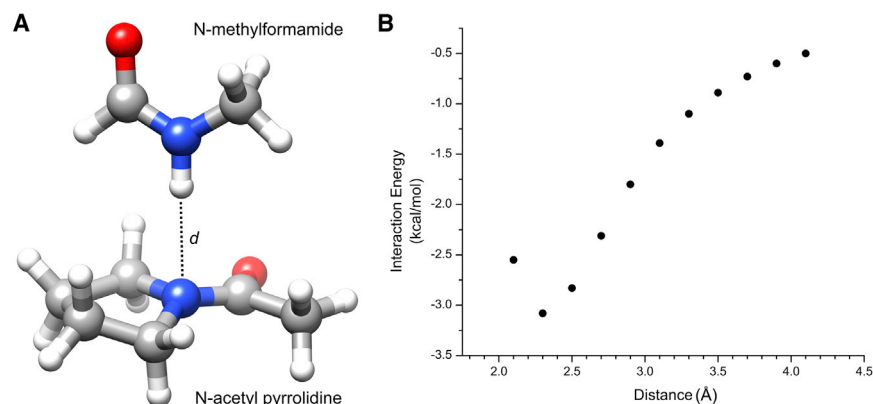 A
N-methylformamide
d
N-acetyl pyrrolidine
B
Interaction Energy
(kcal/mol)
-0.5
-1.0
-1.5
-2.0
-2.5
-3.0
-3.5
2.0 2.5 3.0 3.5 4.0 4.5
Distance (Å)